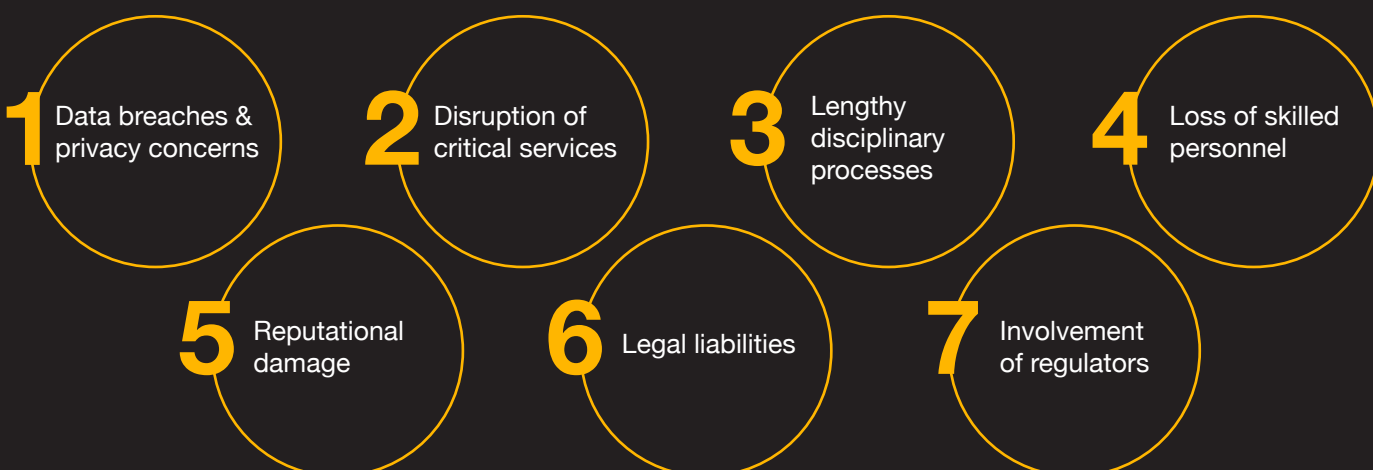 1
Data breaches &
privacy concerns
2
Disruption of
critical services
3
Lengthy
disciplinary
processes
4
Loss of skilled
personnel
5
Reputational
damage
6
Legal liabilities
7
Involvement
of regulators